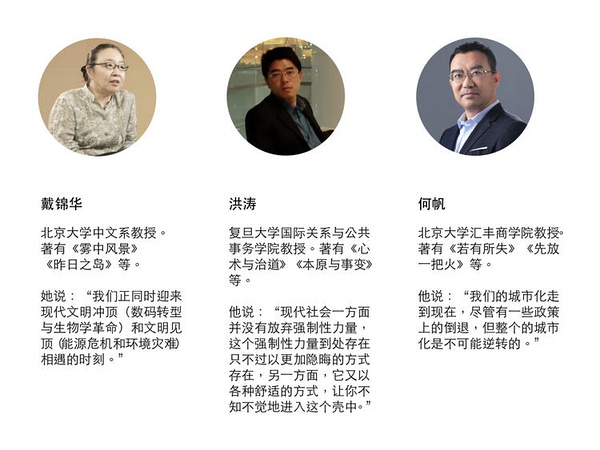 戴锦华
北京大学中文系教授。
著有《雾中风景》
《昨日之岛》等。
她说：“我们正同时迎来
现代文明冲顶（数码转型
与生物学革命）和文明见
顶（能源危机和环境灾难）
相遇的时刻。”
洪涛
复旦大学国际关系与公共
事务学院教授。著有《心
术与治道》《本原与事变》
等。
他说：“现代社会一方面
并没有放弃强制性力量，
这个强制性力量到处存在
只不过以更加隐晦的方式
存在，另一方面，它又以
各种舒适的方式，让你不
知不觉地进入这个壳中。”
何帆
北京大学汇丰商学院教授。
著有《若有所失》《先放
一把火》等。
他说：“我们的城市化走
到现在，尽管有一些政策
上的倒退，但整个的城市
化是不可能逆转的。”